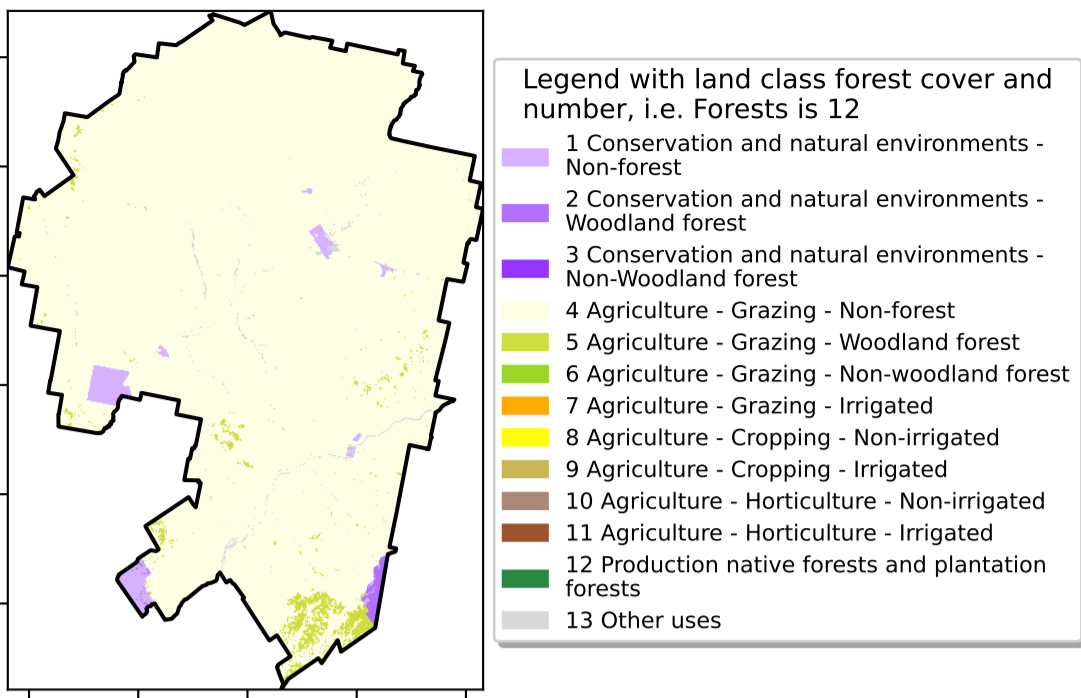 Legend with land class forest cover and
number, i.e. Forests is 12
1 Conservation and natural environments -
Non-forest
2 Conservation and natural environments -
Woodland forest
3 Conservation and natural environments -
Non-Woodland forest
4 Agriculture - Grazing - Non-forest
5 Agriculture - Grazing - Woodland forest
6 Agriculture - Grazing - Non-woodland forest
7 Agriculture - Grazing - Irrigated
8 Agriculture - Cropping - Non-irrigated
9 Agriculture - Cropping - Irrigated
10 Agriculture - Horticulture - Non-irrigated
11 Agriculture - Horticulture - Irrigated
12 Production native forests and plantation
forests
13 Other uses